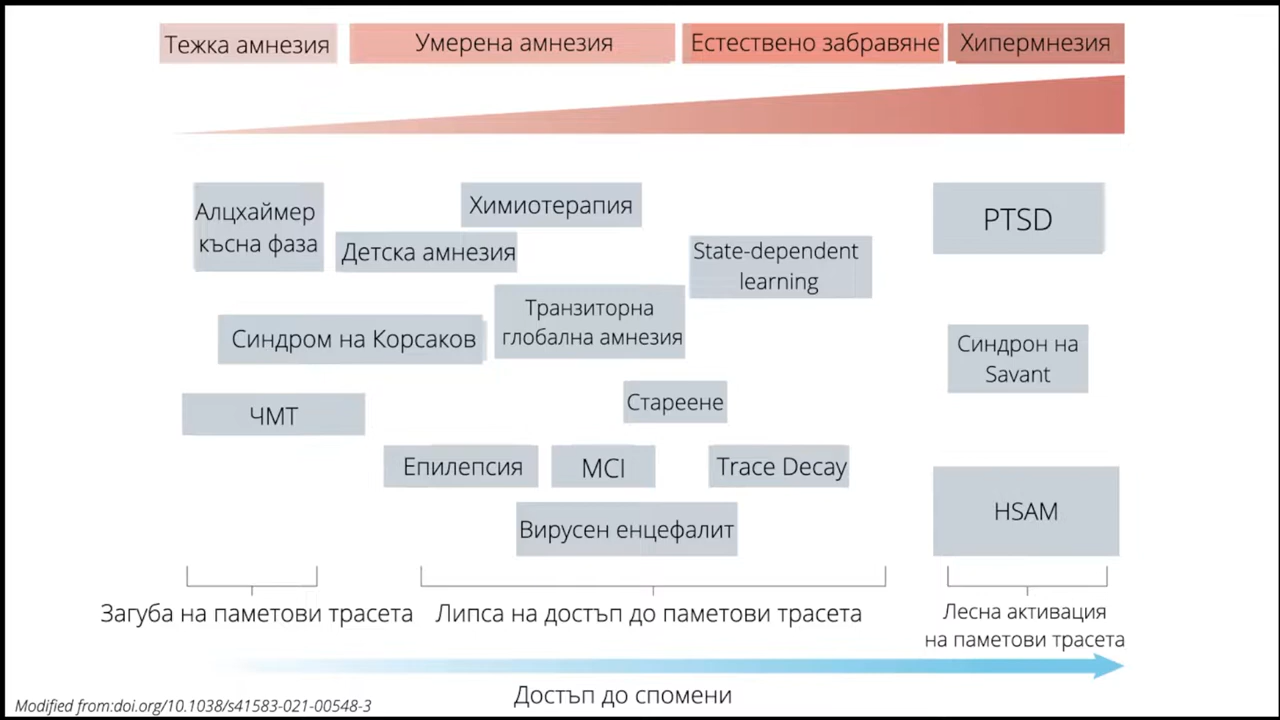 Тежка амнезия
Умерена амнезия
Естествено забравяне
Хипермнезия
Алцхаймер
късна фаза
Химиотерапия
Детска амнезия
State-dependent
learning
PTSD
Транзиторна
глобална амнезия
Синдром на Корсаков
Синдрон на
Savant
Стареене
ЧМТ
Епилепсия
MCI
Trace Decay
Вирусен енцефалит
HSAM
Загуба на паметови трасета
Липса на достъп до паметови трасета
Лесна активация
на паметови трасета
Достъп до спомени
Modified from:doi.org/10.1038/s41583-021-00548-3